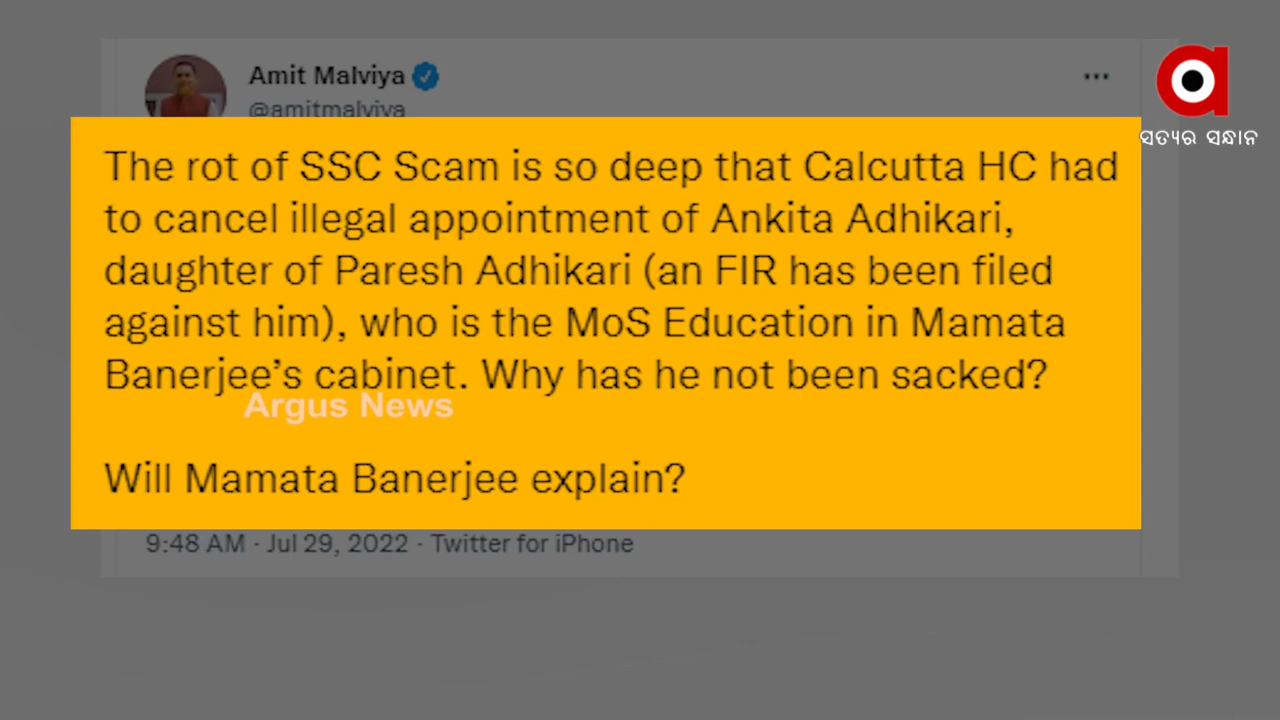 Amit Malviya
@amitmalviya
ସତ୍ୟର ସନ୍ଧାନ
The rot of SSC Scam is so deep that Calcutta HC had
to cancel illegal appointment of Ankita Adhikari,
daughter of Paresh Adhikari (an FIR has been filed
against him), who is the MoS Education in Mamata
Banerjee’s cabinet. Why has he not been sacked?
Argus News
Will Mamata Banerjee explain?
9:48 AM · Jul 29, 2022 · Twitter for iPhone